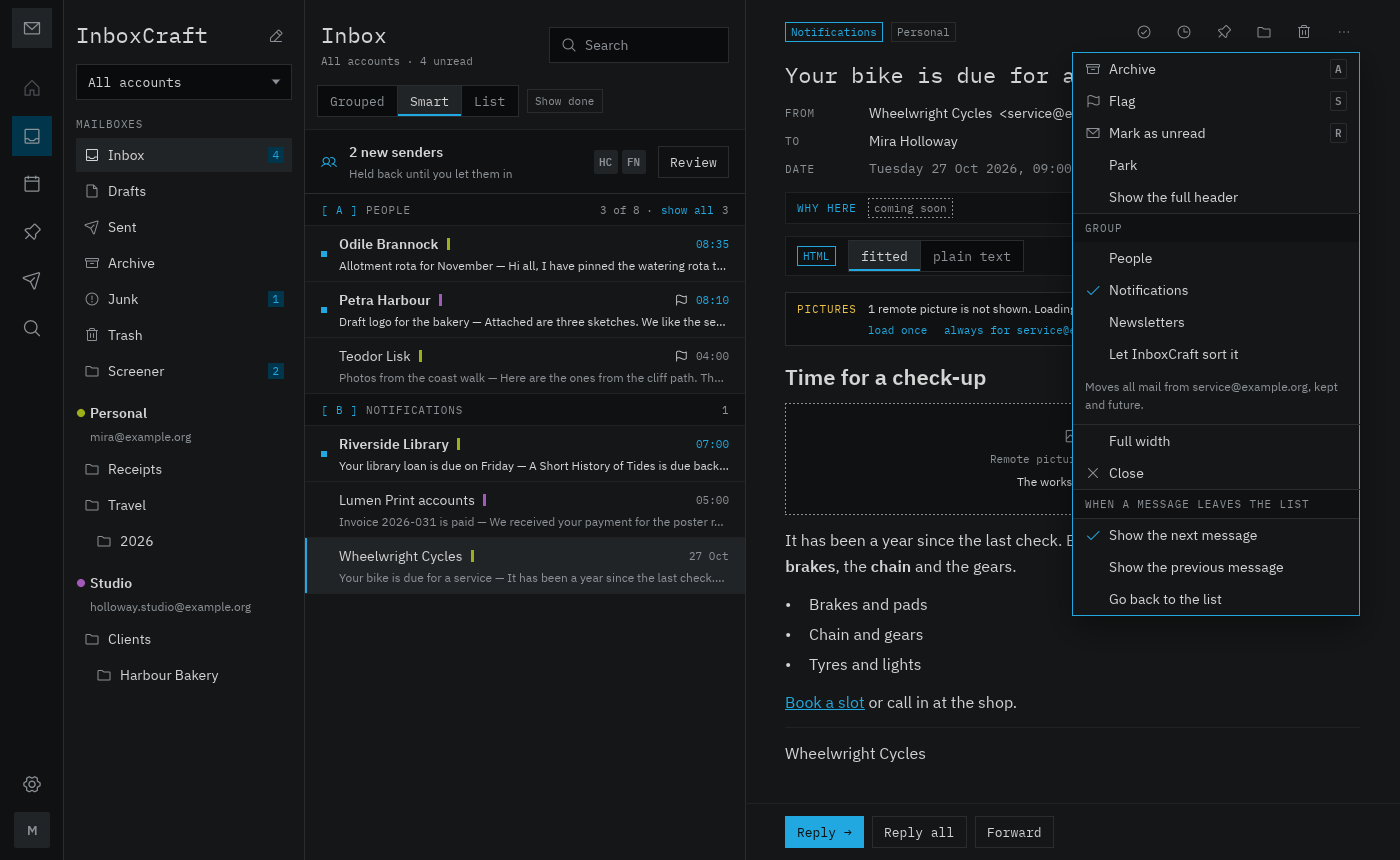 InboxCraft
All accounts
MAILBOXES
Inbox 4
Drafts
Sent
Archive
Junk 1
Trash
Screener 2
Personal
mira@example.org
Receipts
Travel
2026
Studio
holloway.studio@example.org
Clients
Harbour Bakery
M
Inbox
All accounts · 4 unread
Search
Grouped Smart List Show done
2 new senders
Held back until you let them in
HC FN Review
[ A ] PEOPLE 3 of 8 · show all 3
Odile Brannock 08:35
Allotment rota for November — Hi all, I have pinned the watering rota t…
Petra Harbour 08:10
Draft logo for the bakery — Attached are three sketches. We like the se…
Teodor Lisk 04:00
Photos from the coast walk — Here are the ones from the cliff path. Th…
[ B ] NOTIFICATIONS 1
Riverside Library 07:00
Your library loan is due on Friday — A Short History of Tides is due back…
Lumen Print accounts 05:00
Invoice 2026-031 is paid — We received your payment for the poster r…
Wheelwright Cycles 27 Oct
Your bike is due for a service — It has been a year since the last check.…
Notifications Personal
Your bike is due for a
FROM Wheelwright Cycles <service@e
TO Mira Holloway
DATE Tuesday 27 Oct 2026, 09:00
WHY HERE coming soon
HTML fitted plain text
PICTURES 1 remote picture is not shown. Loading
load once always for service@e
Time for a check-up
Remote pictu
The works
It has been a year since the last check.
brakes, the chain and the gears.
• Brakes and pads
• Chain and gears
• Tyres and lights
Book a slot or call in at the shop.
Wheelwright Cycles
Reply → Reply all Forward
Archive A
Flag S
Mark as unread R
Park
Show the full header
GROUP
People
Notifications
Newsletters
Let InboxCraft sort it
Moves all mail from service@example.org, kept
and future.
Full width
Close
WHEN A MESSAGE LEAVES THE LIST
Show the next message
Show the previous message
Go back to the list